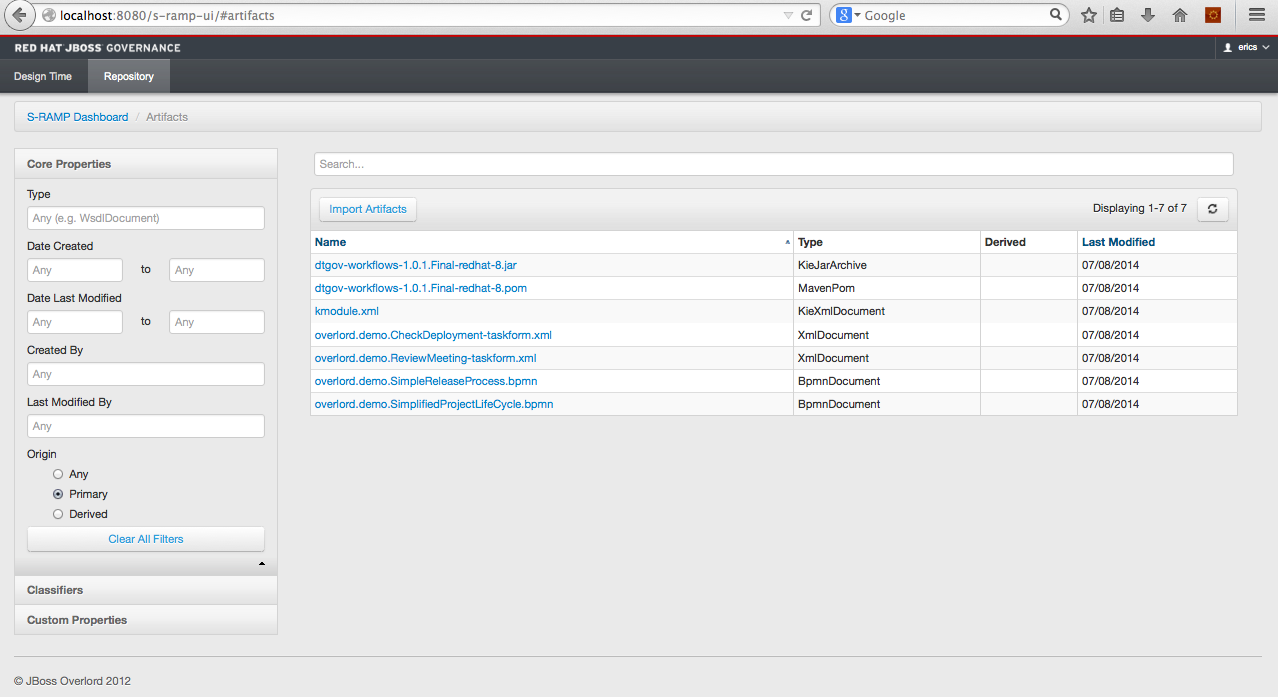 localhost:8080/s-ramp-ui/#artifacts
8 Google
RED HAT JBOSS GOVERNANCE
erics
Design Time Repository
S-RAMP Dashboard / Artifacts
Core Properties
Type
Any (e.g. WsdlDocument)
Date Created
Any to Any
Date Last Modified
Any to Any
Created By
Any
Last Modified By
Any
Origin
Any
Primary
Derived
Clear All Filters
Classifiers
Custom Properties
Search...
Import Artifacts Displaying 1-7 of 7
Name Type Derived Last Modified
dtgov-workflows-1.0.1.Final-redhat-8.jar KieJarArchive 07/08/2014
dtgov-workflows-1.0.1.Final-redhat-8.pom MavenPom 07/08/2014
kmodule.xml KieXmlDocument 07/08/2014
overlord.demo.CheckDeployment-taskform.xml XmlDocument 07/08/2014
overlord.demo.ReviewMeeting-taskform.xml XmlDocument 07/08/2014
overlord.demo.SimpleReleaseProcess.bpmn BpmnDocument 07/08/2014
overlord.demo.SimplifiedProjectLifeCycle.bpmn BpmnDocument 07/08/2014
© JBoss Overlord 2012